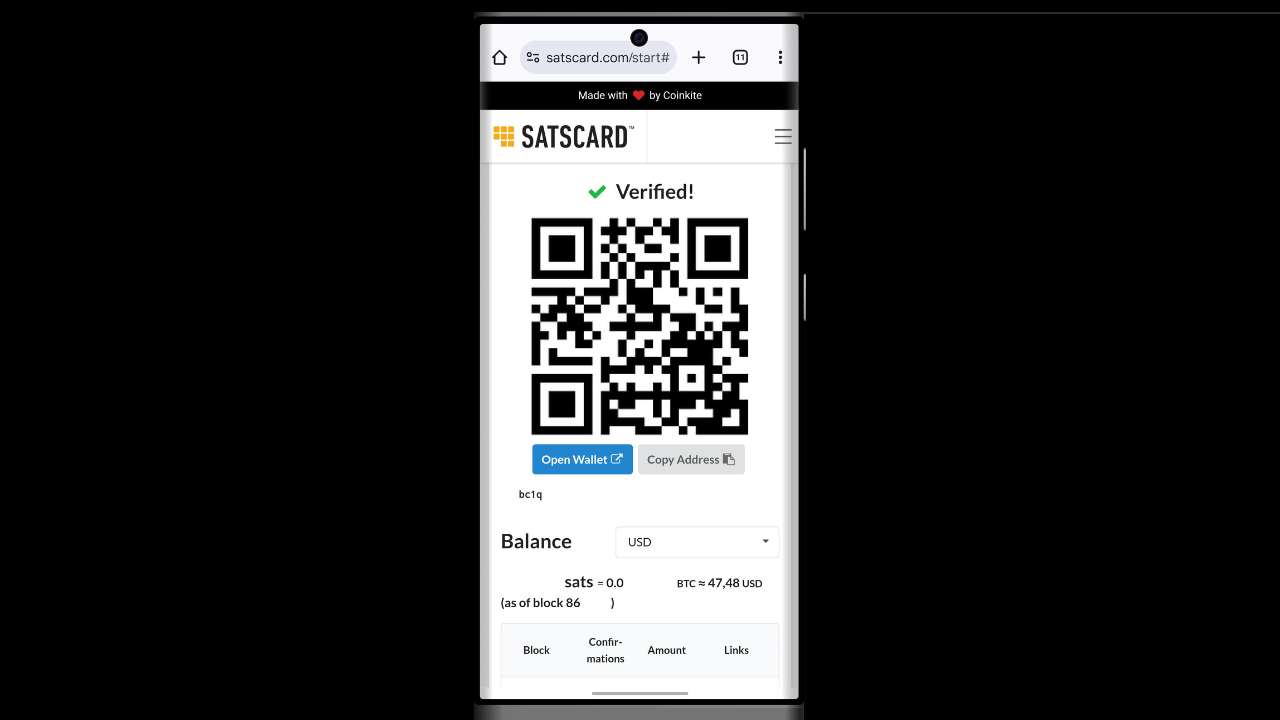 satscard.com/start#
11
Made with ❤ by Coinkite
SATSCARD™
Verified!
Open Wallet
Copy Address
bc1q
Balance
USD
sats = 0.0 BTC ≈ 47,48 USD
(as of block 86 )
Block Confir-mations Amount Links